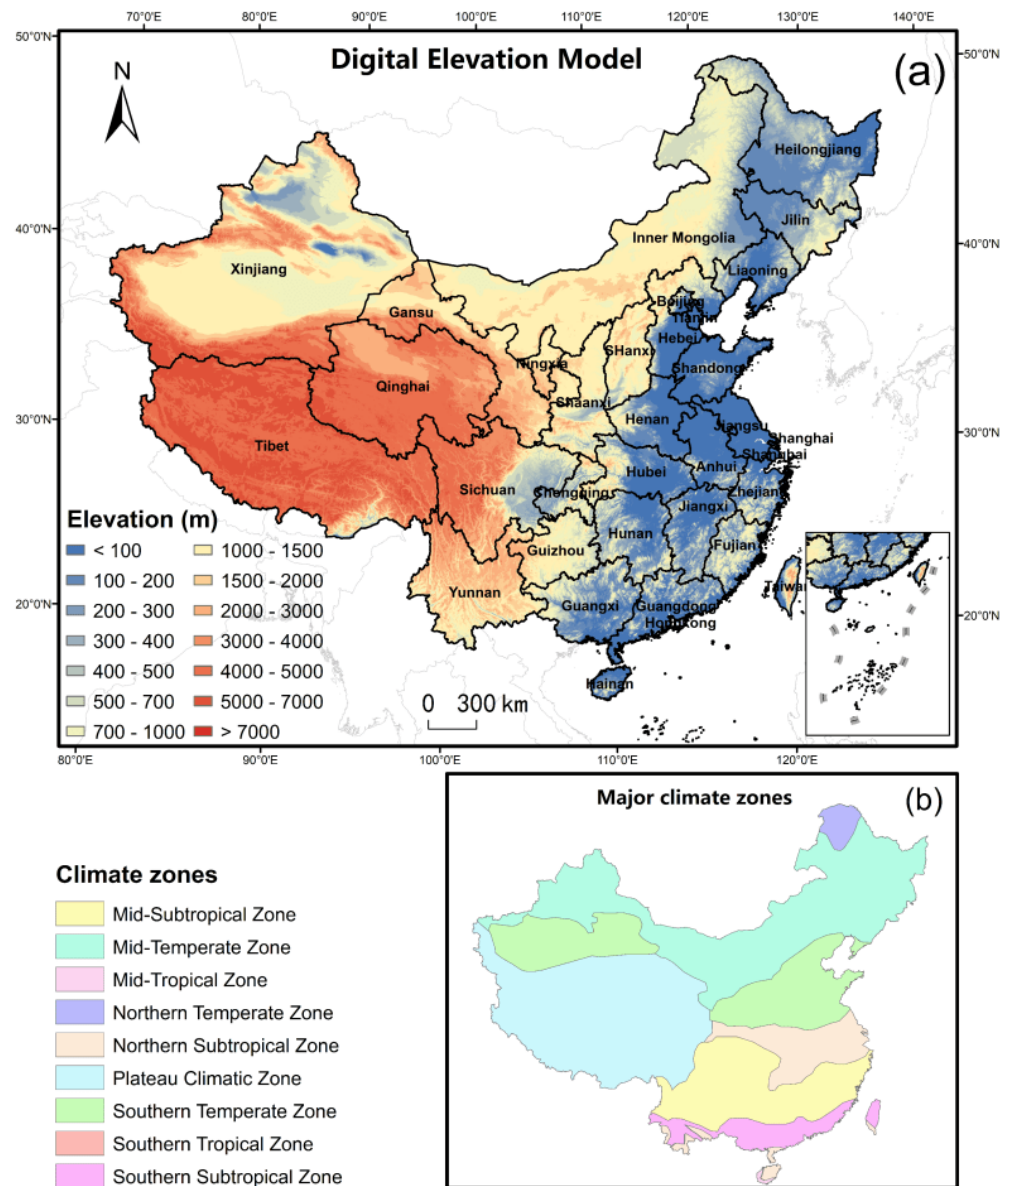 70°0'E 80°0'E 90°0'E 100°0'E 110°0'E 120°0'E 130°0'E 140°0'E
50°0'N
50°0'N
Digital Elevation Model
(a)
N
Heilongjiang
Jilin
40°0'N
Inner Mongolia
40°0'N
Xinjiang
Liaoning
Beijing
Gansu
Tianjin
Hebei
SHanxi
Ningxia
Shandong
Qinghai
Shaanxi
30°0'N
Henan
Jiangsu
30°0'N
Tibet
Shanghai
Shanghai
Hubei
Anhui
Sichuan
Chongqing
Zhejiang
Jiangxi
Elevation (m)
Hunan
Fujian
< 100 1000 - 1500
Guizhou
100 - 200 1500 - 2000
Yunnan
Taiwan
200 - 300 2000 - 3000
20°0'N
Guangxi
Guangdong
20°0'N
Hongkong
300 - 400 3000 - 4000
400 - 500 4000 - 5000
Hainan
500 - 700 5000 - 7000
0 300 km
700 - 1000 > 7000
80°0'E 90°0'E 100°0'E 110°0'E 120°0'E
Major climate zones
(b)
Climate zones
Mid-Subtropical Zone
Mid-Temperate Zone
Mid-Tropical Zone
Northern Temperate Zone
Northern Subtropical Zone
Plateau Climatic Zone
Southern Temperate Zone
Southern Tropical Zone
Southern Subtropical Zone